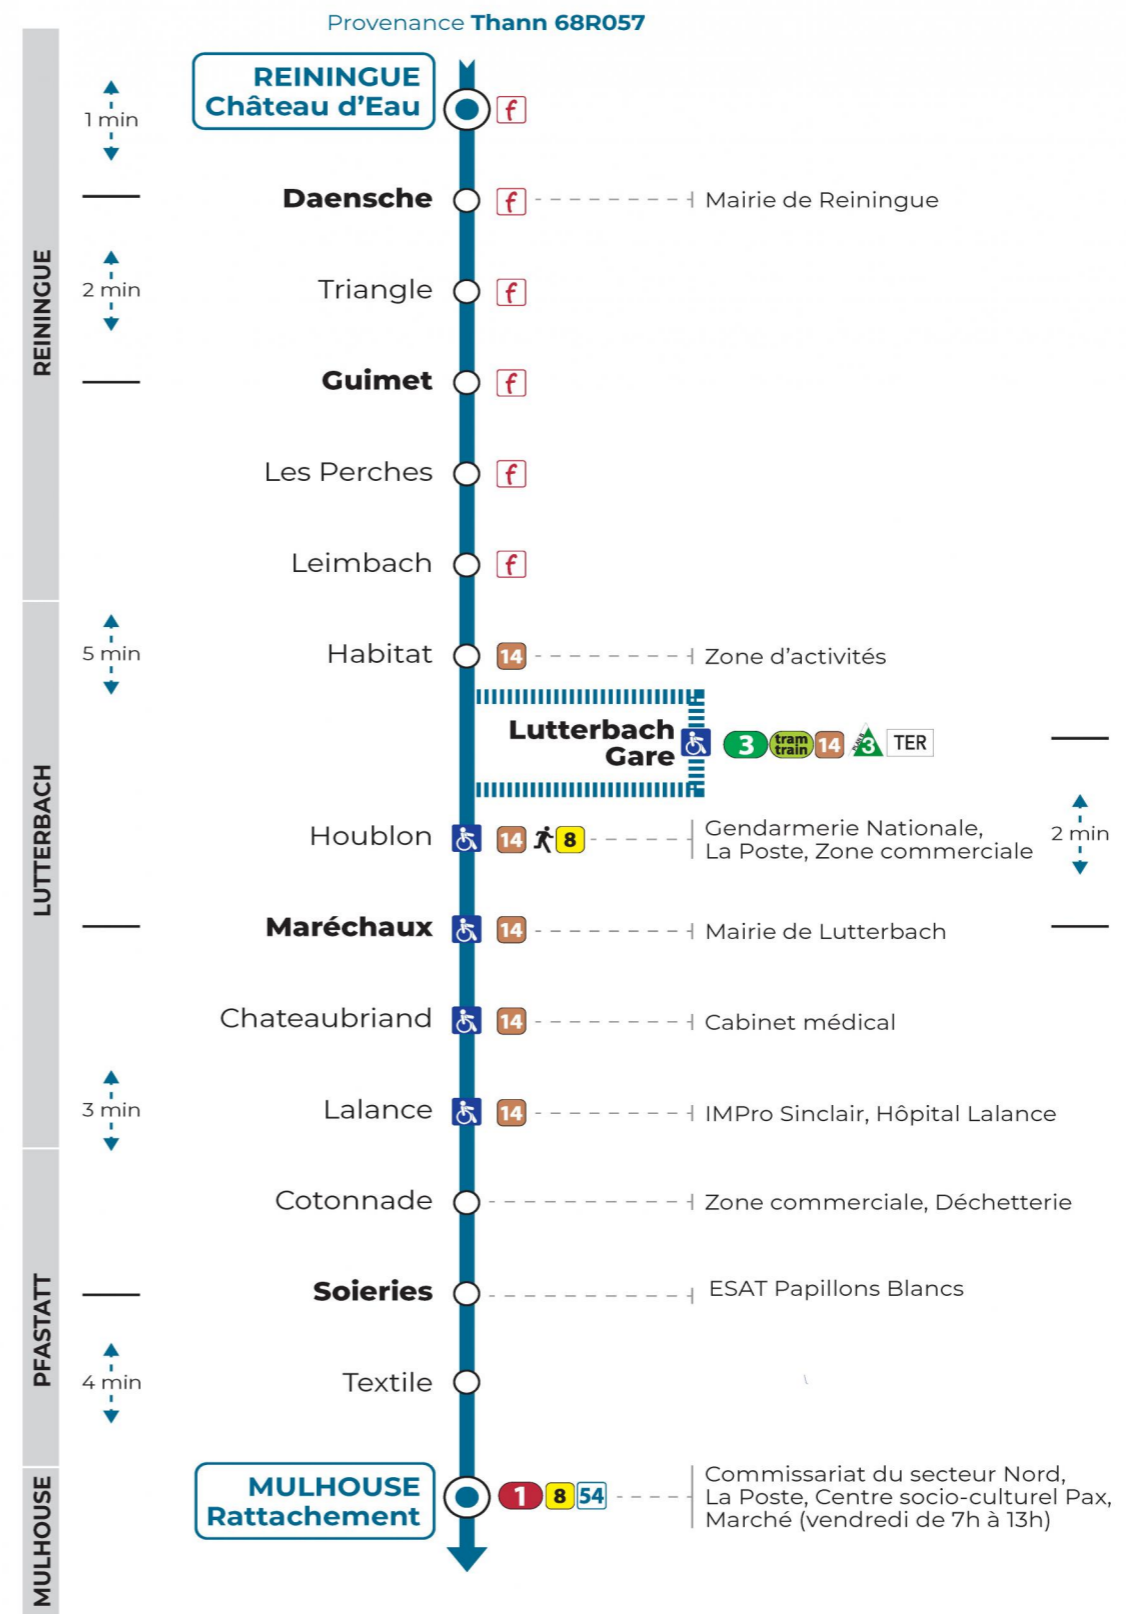 Provenance Thann 68R057
REININGUE
Château d'Eau
f
1 min
Daensche
f
Mairie de Reiningue
REININGUE
2 min
Triangle
f
Guimet
f
Les Perches
f
Leimbach
f
5 min
Habitat
14
Zone d'activités
Lutterbach
Gare
3
tram
train
14
PLAN B
3
TER
LUTTERBACH
Houblon
14
8
Gendarmerie Nationale,
La Poste, Zone commerciale
2 min
Maréchaux
14
Mairie de Lutterbach
Chateaubriand
14
Cabinet médical
3 min
Lalance
14
IMPro Sinclair, Hôpital Lalance
Cotonnade
Zone commerciale, Déchetterie
PFASTATT
Soieries
ESAT Papillons Blancs
4 min
Textile
MULHOUSE
MULHOUSE
Rattachement
1
8
54
Commissariat du secteur Nord,
La Poste, Centre socio-culturel Pax,
Marché (vendredi de 7h à 13h)